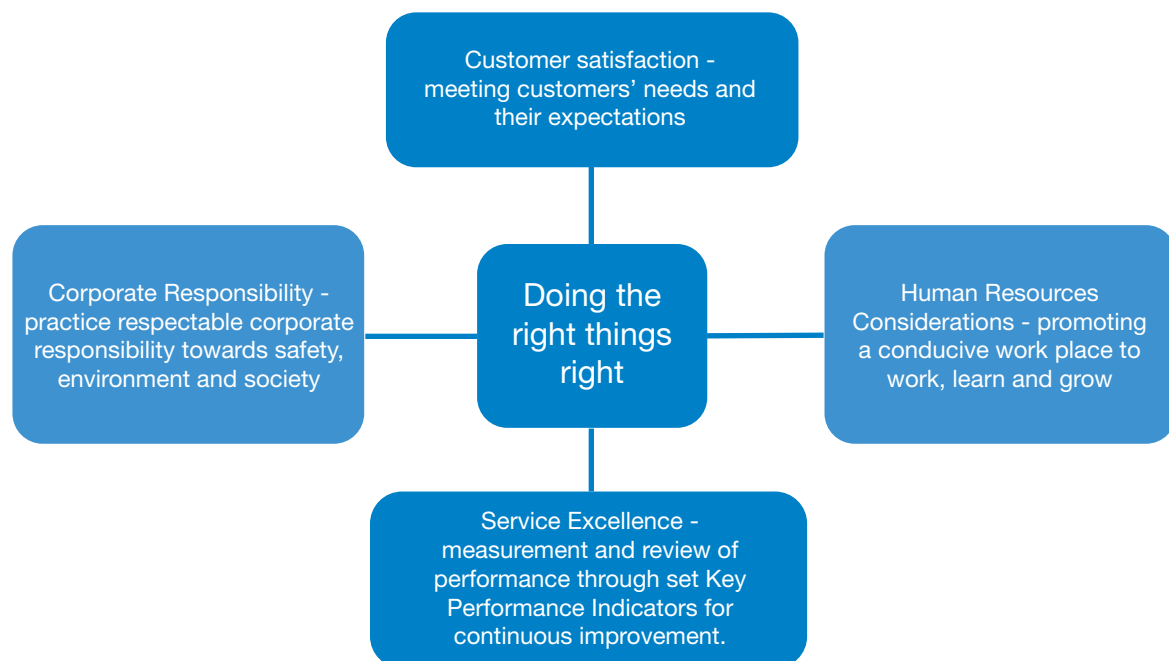 Customer satisfaction -
meeting customers’ needs and
their expectations
Corporate Responsibility -
practice respectable corporate
responsibility towards safety,
environment and society
Doing the
right things
right
Human Resources
Considerations - promoting
a conducive work place to
work, learn and grow
Service Excellence -
measurement and review of
performance through set Key
Performance Indicators for
continuous improvement.